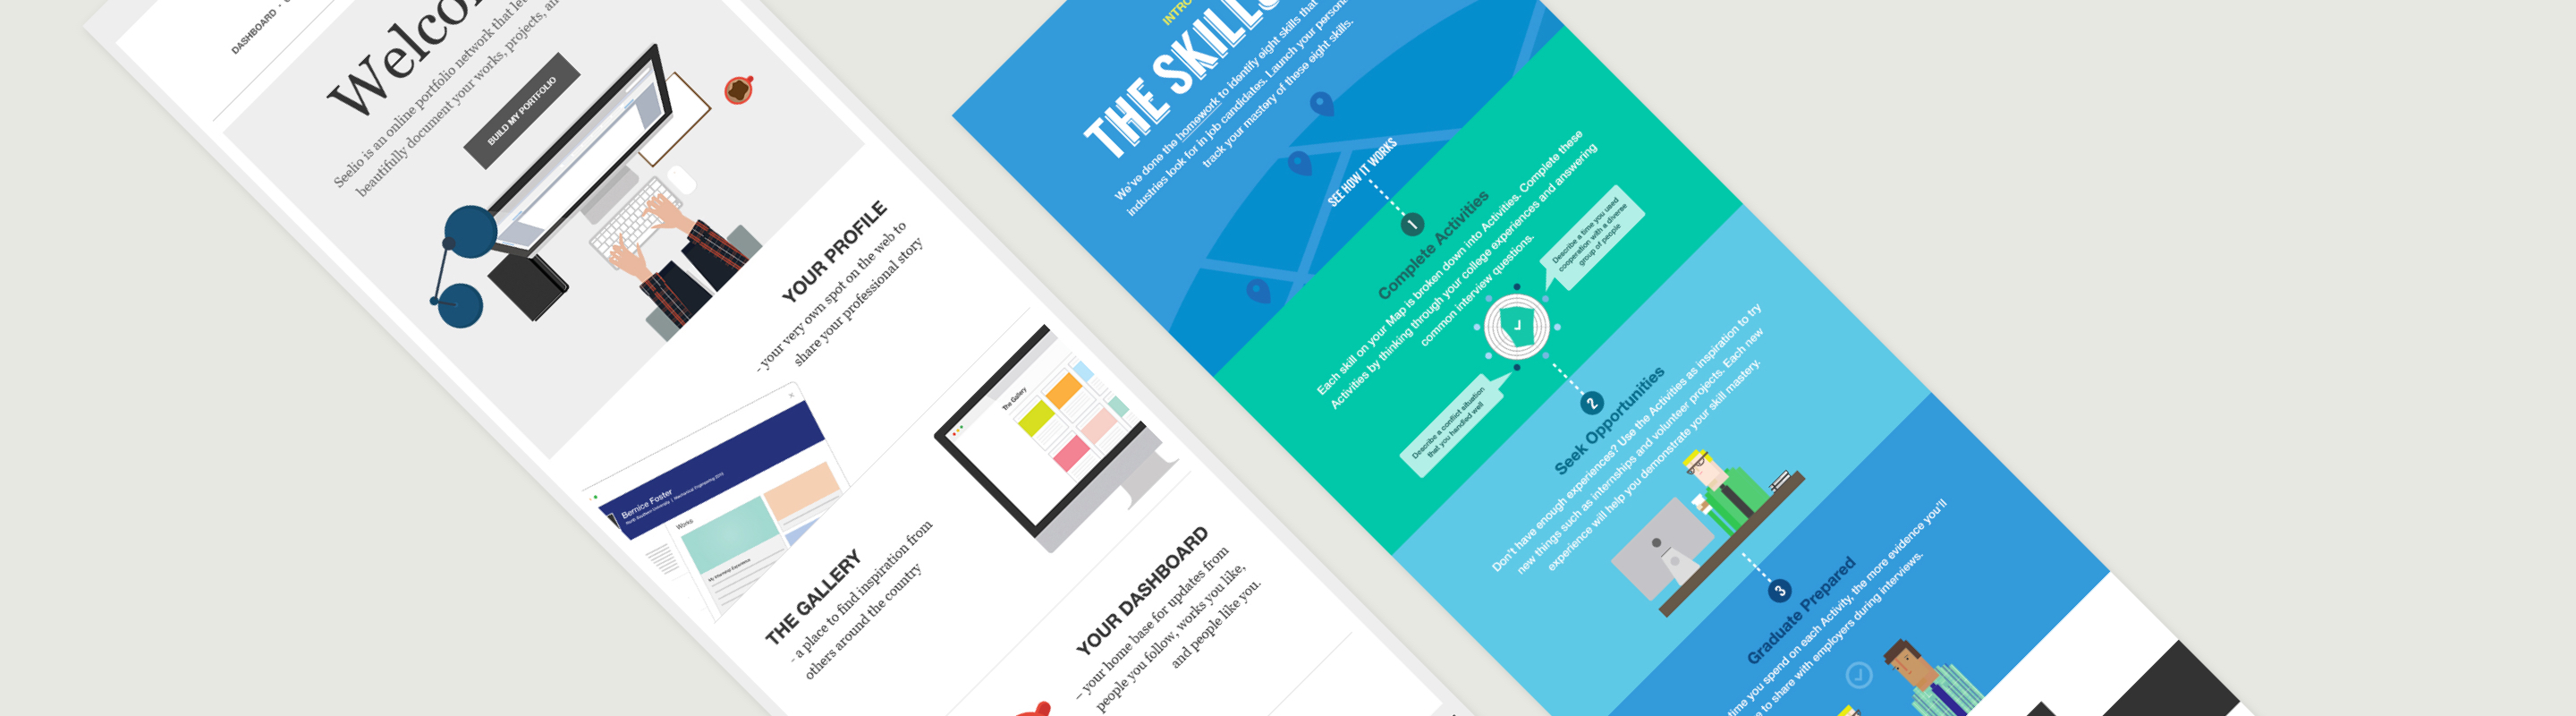 DASHBOARD
Welco
Seelio is an online portfolio network that
beautifully document your works, projects,
BUILD MY PORTFOLIO
YOUR PROFILE
- your very own spot on the web to
share your professional story
Bernice Foster
North Southern University | Mechanical Engineering 2015
Works
My Internship Experience
THE GALLERY
- a place to find inspiration from
others around the country
The Gallery
YOUR DASHBOARD
– your home base for updates from
people you follow, works you like,
and people like you.
INTRO
THE SKILLS
We've done the homework to identify eight skills that
industries look for in job candidates. Launch your
track your mastery of these eight skills.
SEE HOW IT WORKS
1
Complete Activities
Each skill on your Map is broken down into Activities. Complete these
Activities by thinking through your college experiences and answering
common interview questions.
Describe a time you used
cooperation with a diverse
group of people
Describe a conflict situation
that you handled well
2
Seek Opportunities
Don't have enough experiences? Use the Activities as inspiration to try
new things such as internships and volunteer projects. Each new
experience will help you demonstrate your skill mastery.
3
Graduate Prepared
time you spend on each Activity, the more evidence you'll
to share with employers during interviews.